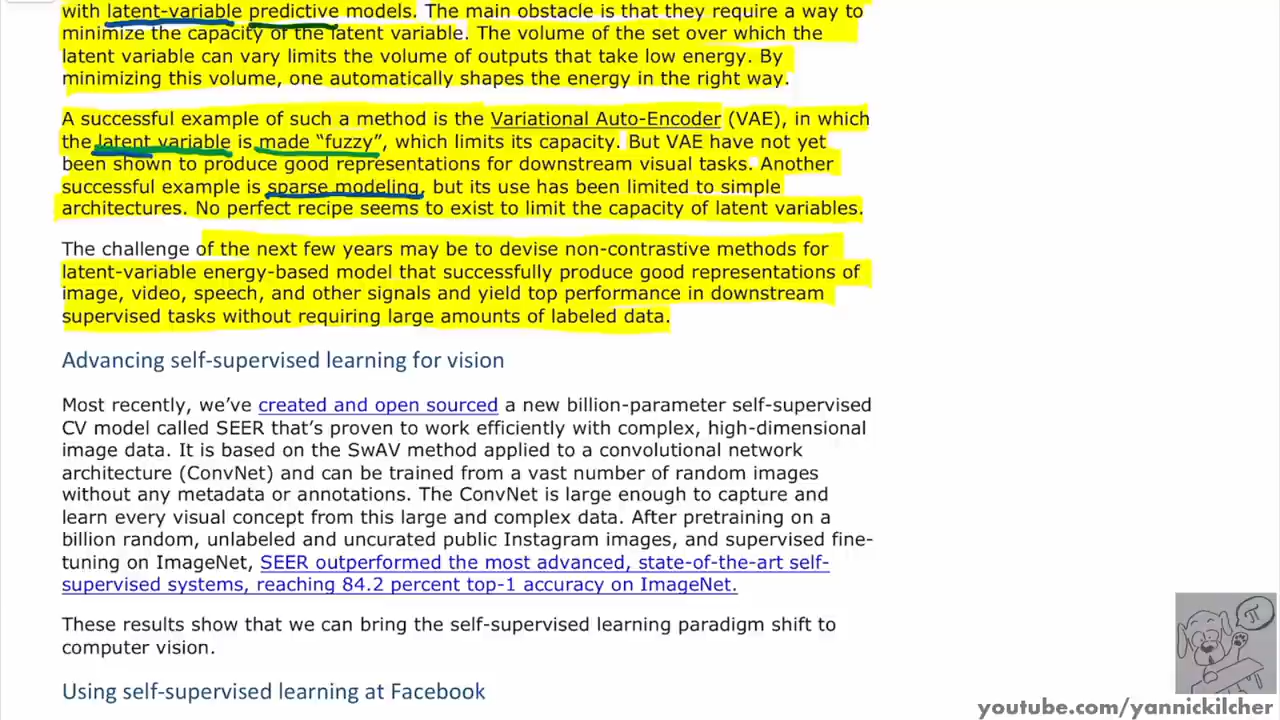 with latent-variable predictive models. The main obstacle is that they require a way to
minimize the capacity of the latent variable. The volume of the set over which the
latent variable can vary limits the volume of outputs that take low energy. By
minimizing this volume, one automatically shapes the energy in the right way.
A successful example of such a method is the Variational Auto-Encoder (VAE), in which
the latent variable is made “fuzzy”, which limits its capacity. But VAE have not yet
been shown to produce good representations for downstream visual tasks. Another
successful example is sparse modeling, but its use has been limited to simple
architectures. No perfect recipe seems to exist to limit the capacity of latent variables.
The challenge of the next few years may be to devise non-contrastive methods for
latent-variable energy-based model that successfully produce good representations of
image, video, speech, and other signals and yield top performance in downstream
supervised tasks without requiring large amounts of labeled data.
Advancing self-supervised learning for vision
Most recently, we’ve created and open sourced a new billion-parameter self-supervised
CV model called SEER that’s proven to work efficiently with complex, high-dimensional
image data. It is based on the SwAV method applied to a convolutional network
architecture (ConvNet) and can be trained from a vast number of random images
without any metadata or annotations. The ConvNet is large enough to capture and
learn every visual concept from this large and complex data. After pretraining on a
billion random, unlabeled and uncurated public Instagram images, and supervised fine-
tuning on ImageNet, SEER outperformed the most advanced, state-of-the-art self-
supervised systems, reaching 84.2 percent top-1 accuracy on ImageNet.
These results show that we can bring the self-supervised learning paradigm shift to
computer vision.
Using self-supervised learning at Facebook
π
youtube.com/yannickilcher